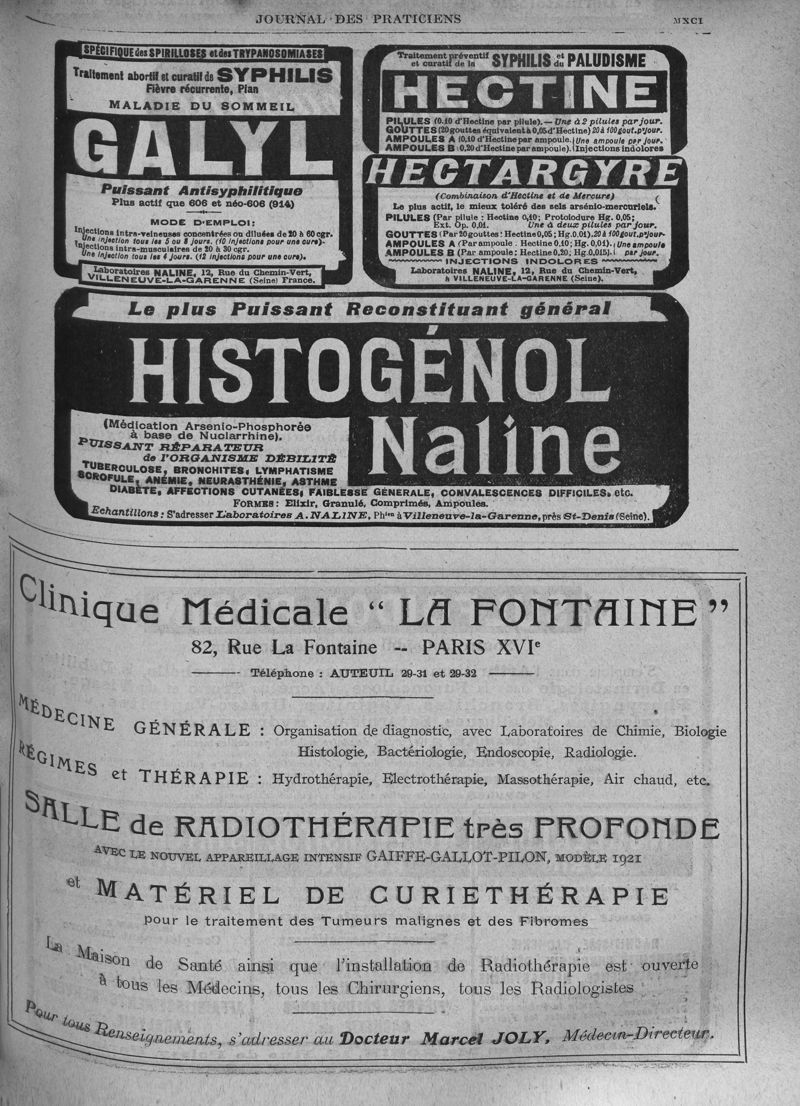 JOURNAL DES PRATICIENS
MXCI
SPÉCIFIQUE des SPIRILLOSES et des TRYPANOSOMIASES
Traitement abortif et curatif de SYPHILIS
Fièvre récurrente, Pian
MALADIE DU SOMMEIL
GALYL
Puissant Antisyphilitique
Plus actif que 606 et néo-606 (914)
MODE D'EMPLOI:
Injections intra-veineuses concentrées ou diluées de 20 à 60 cgr.
Une injection tous les 5 ou 8 jours. (10 injections pour une cure).
Injections intra-musculaires de 20 à 30 cgr.
Une injection tous les 4 jours. (12 injections pour une cure).
Laboratoires NALINE, 12, Rue du Chemin-Vert,
VILLENEUVE-LA-GARENNE (Seine) France.
Traitement préventif et curatif de la SYPHILIS et du PALUDISME
HECTINE
PILULES (0.10 d'Hectine par pilule). — Une à 2 pilules par jour.
GOUTTES (20 gouttes équivalent à 0,05 d'Hectine) 20 à 100 gout. p'r jour.
AMPOULES A (0,10 d'Hectine par ampoule. (Une ampoule par jour.
AMPOULES B (0,20 d'Hectine par ampoule). (Injections indolores
HECTARGYRE
(Combinaison d'Hectine et de Mercure)
Le plus actif, le mieux toléré des sels arsénio-mercuriels.
PILULES (Par pilule : Hectine 0,10; Protoiodure Hg. 0,05;
Ext. Op. 0,01. Une à deux pilules par jour.
GOUTTES (Par 20 gouttes: Hectine 0,05; Hg. 0.01). 20 à 100 gout. p'r jour.
AMPOULES A (Par ampoule. Hectine 0.10; Hg. 0,01). (Une ampoule
AMPOULES B (Par ampoule: Hectine 0,20; Hg. 0,015). ( par jour.
INJECTIONS INDOLORES
Laboratoires NALINE, 12, Rue du Chemin-Vert,
à VILLENEUVE-LA-GARENNE (Seine).
Le plus Puissant Reconstituant général
HISTOGÉNOL
Naline
(Médication Arsenio-Phosphorée
à base de Nuclarrhine).
PUISSANT RÉPARATEUR
de l'ORGANISME DÉBILITÉ
TUBERCULOSE, BRONCHITES, LYMPHATISME
SCROFULE, ANÉMIE, NEURASTHÉNIE, ASTHME
DIABÈTE, AFFECTIONS CUTANÉES, FAIBLESSE GÉNÉRALE, CONVALESCENCES DIFFICILES, etc.
FORMES: Elixir, Granulé, Comprimés, Ampoules.
Echantillons: S'adresser Laboratoires A. NALINE, Phien à Villeneuve-la-Garenne, près St-Denis (Seine).
Clinique Médicale “ LA FONTAINE ”
82, Rue La Fontaine -- PARIS XVIe
Téléphone : AUTEUIL 29-31 et 29-32
MÉDECINE GÉNÉRALE : Organisation de diagnostic, avec Laboratoires de Chimie, Biologie
Histologie, Bactériologie, Endoscopie, Radiologie.
RÉGIMES et THÉRAPIE : Hydrothérapie, Electrothérapie, Massothérapie, Air chaud, etc.
SALLE de RADIOTHÉRAPIE très PROFONDE
AVEC LE NOUVEL APPAREILLAGE INTENSIF GAIFFE-GALLOT-PILON, MODÈLE 1921
et MATÉRIEL DE CURIETHÉRAPIE
pour le traitement des Tumeurs malignes et des Fibromes
La Maison de Santé ainsi que l'installation de Radiothérapie est ouverte
à tous les Médecins, tous les Chirurgiens, tous les Radiologistes
Pour tous Renseignements, s'adresser au Docteur Marcel JOLY, Médecin-Directeur.